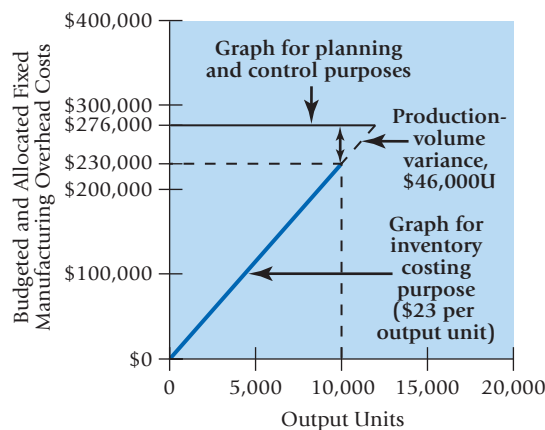 Budgeted and Allocated Fixed
Manufacturing Overhead Costs
$400,000
$300,000
$276,000
$230,000
$200,000
$100,000
$0
Graph for planning
and control purposes
Production-
volume
variance,
$46,000U
Graph for
inventory
costing
purpose
($23 per
output unit)
0
5,000
10,000
15,000
20,000
Output Units